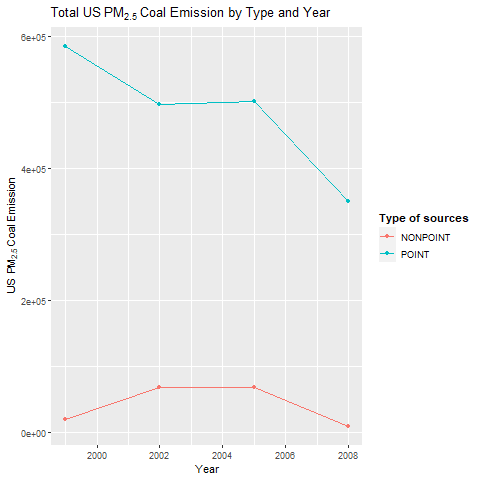 Total US PM2.5 Coal Emission by Type and Year
6e+05
4e+05
2e+05
0e+00
US PM2.5 Coal Emission
2000 2002 2004 2006 2008
Year
Type of sources
NONPOINT
POINT